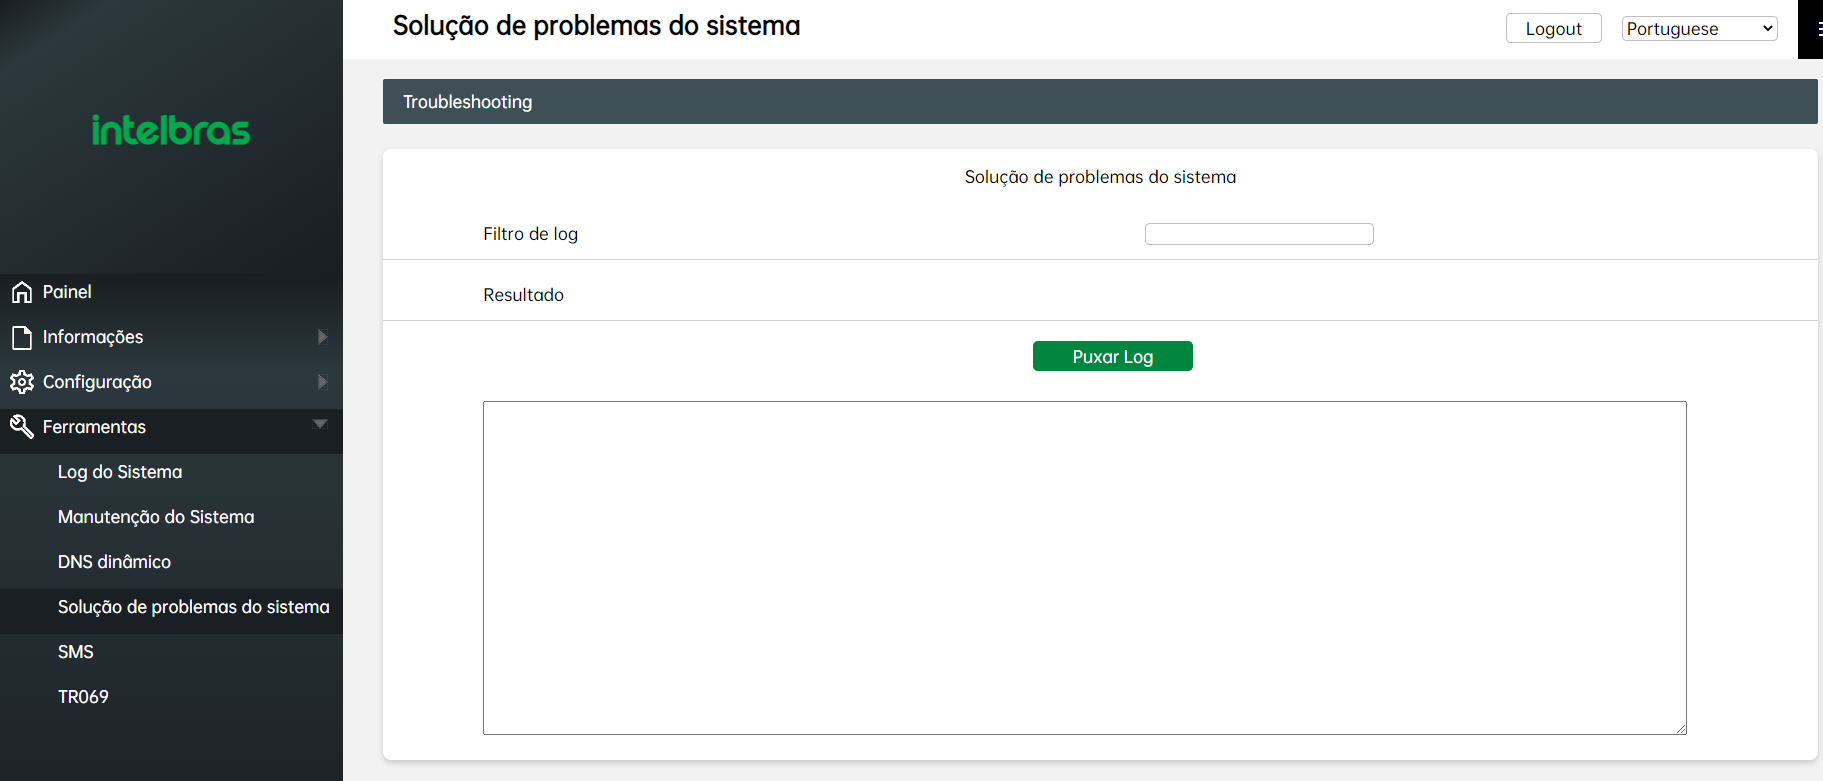 intelbras
Painel
Informações
Configuração
Ferramentas
Log do Sistema
Manutenção do Sistema
DNS dinâmico
Solução de problemas do sistema
SMS
TR069
Solução de problemas do sistema
Logout
Portuguese
Troubleshooting
Solução de problemas do sistema
Filtro de log
Resultado
Puxar Log